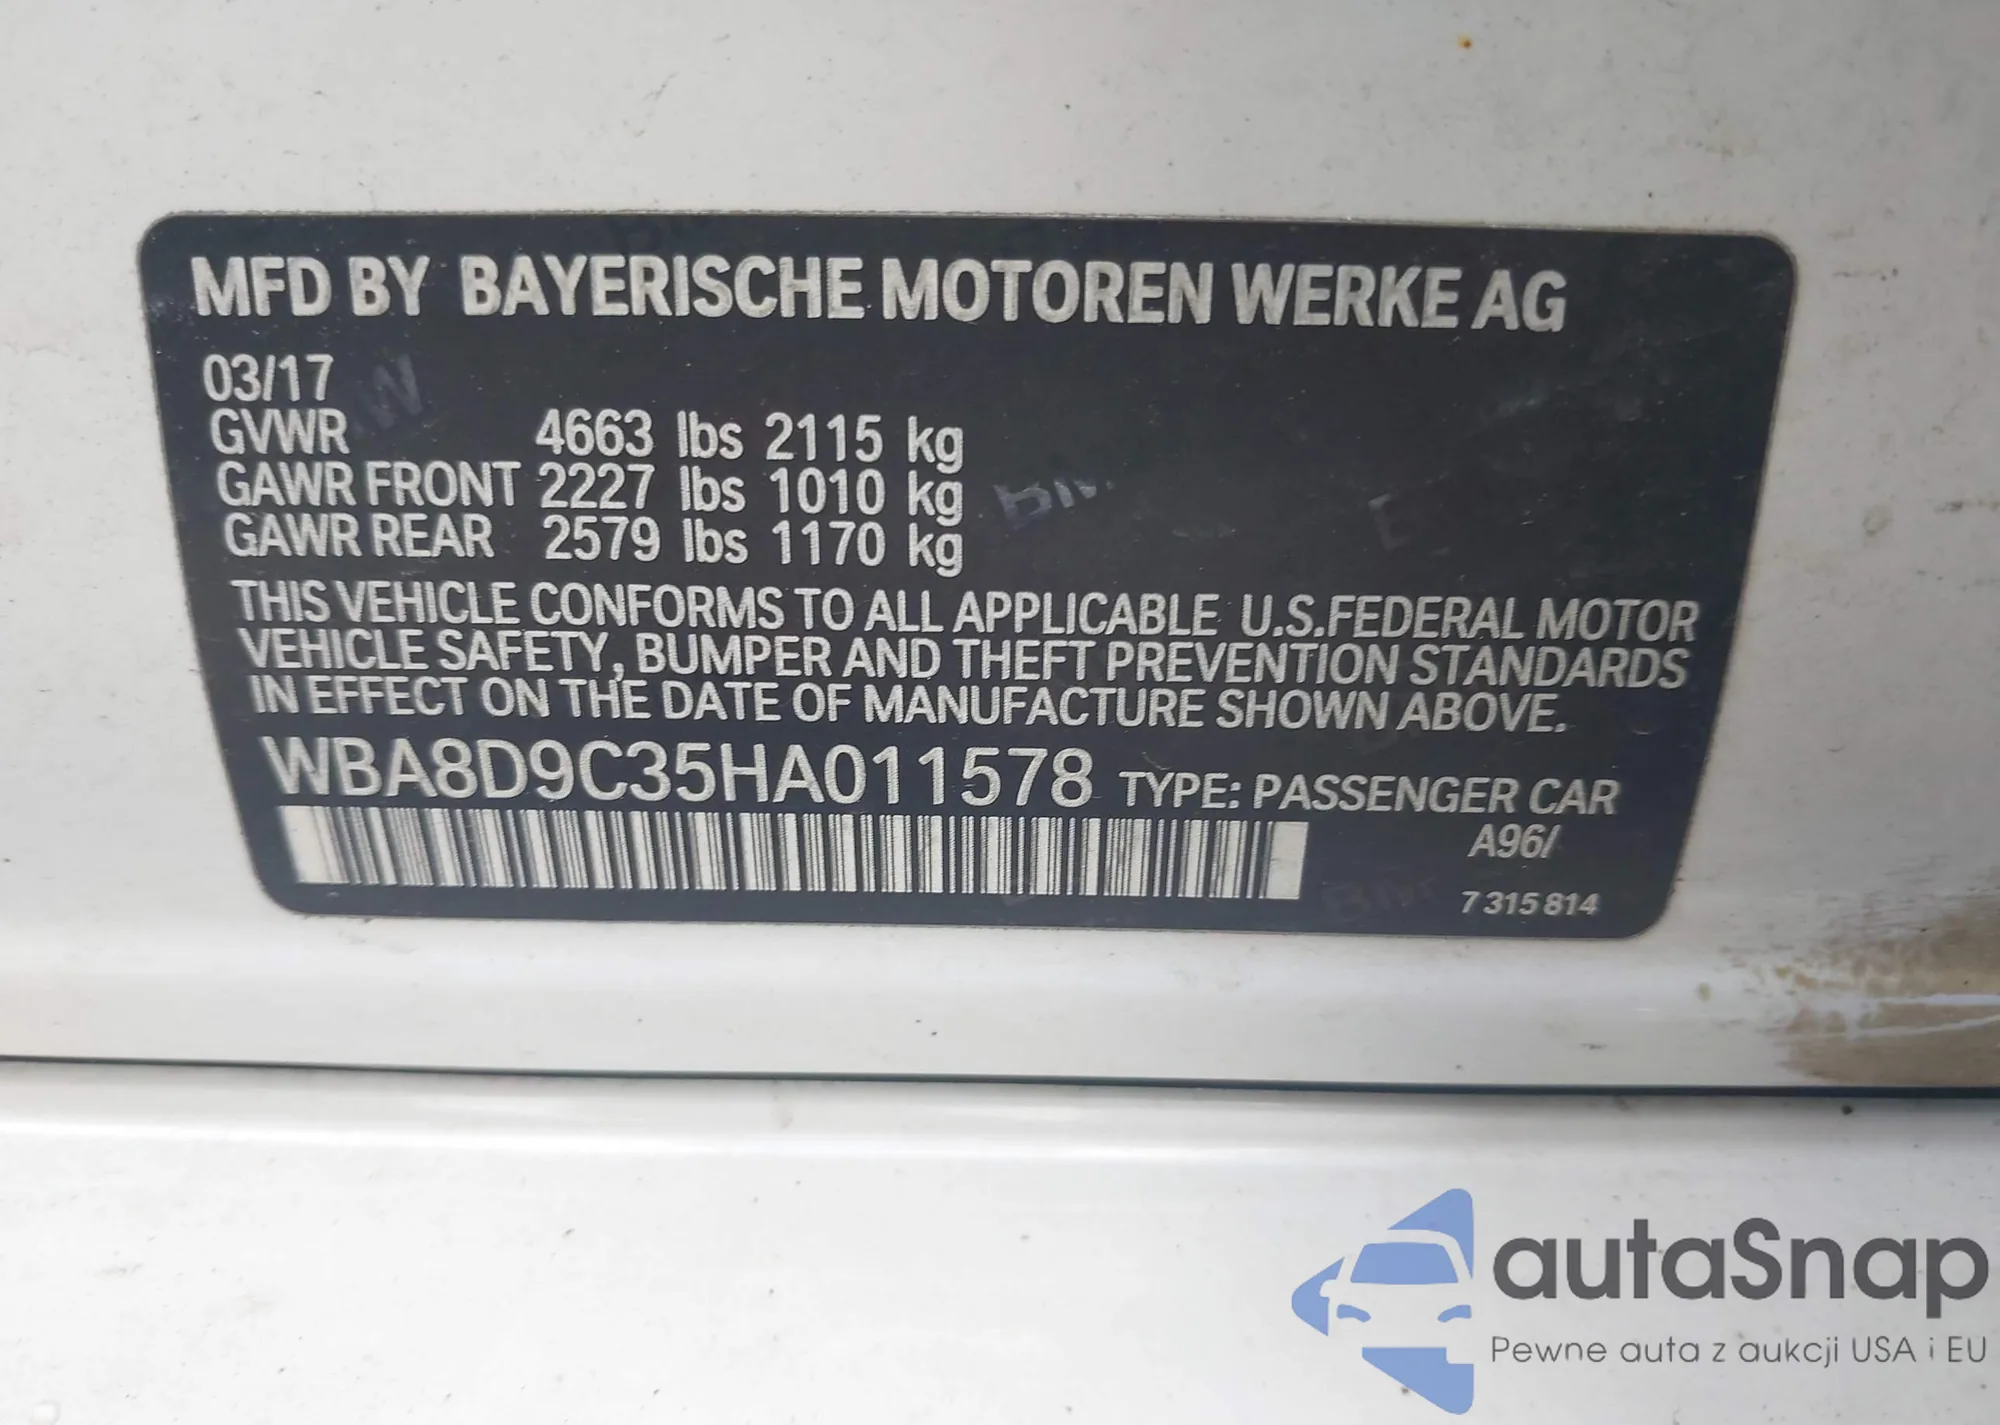 MFD BY BAYERISCHE MOTOREN WERKE AG
03/17
GVWR 4663 lbs 2115 kg
GAWR FRONT 2227 lbs 1010 kg
GAWR REAR 2579 lbs 1170 kg
THIS VEHICLE CONFORMS TO ALL APPLICABLE U.S.FEDERAL MOTOR
VEHICLE SAFETY, BUMPER AND THEFT PREVENTION STANDARDS
IN EFFECT ON THE DATE OF MANUFACTURE SHOWN ABOVE.
WBA8D9C35HA011578 TYPE: PASSENGER CAR
A96/
7 315 814
autaSnap
Pewne auta z aukcji USA i EU